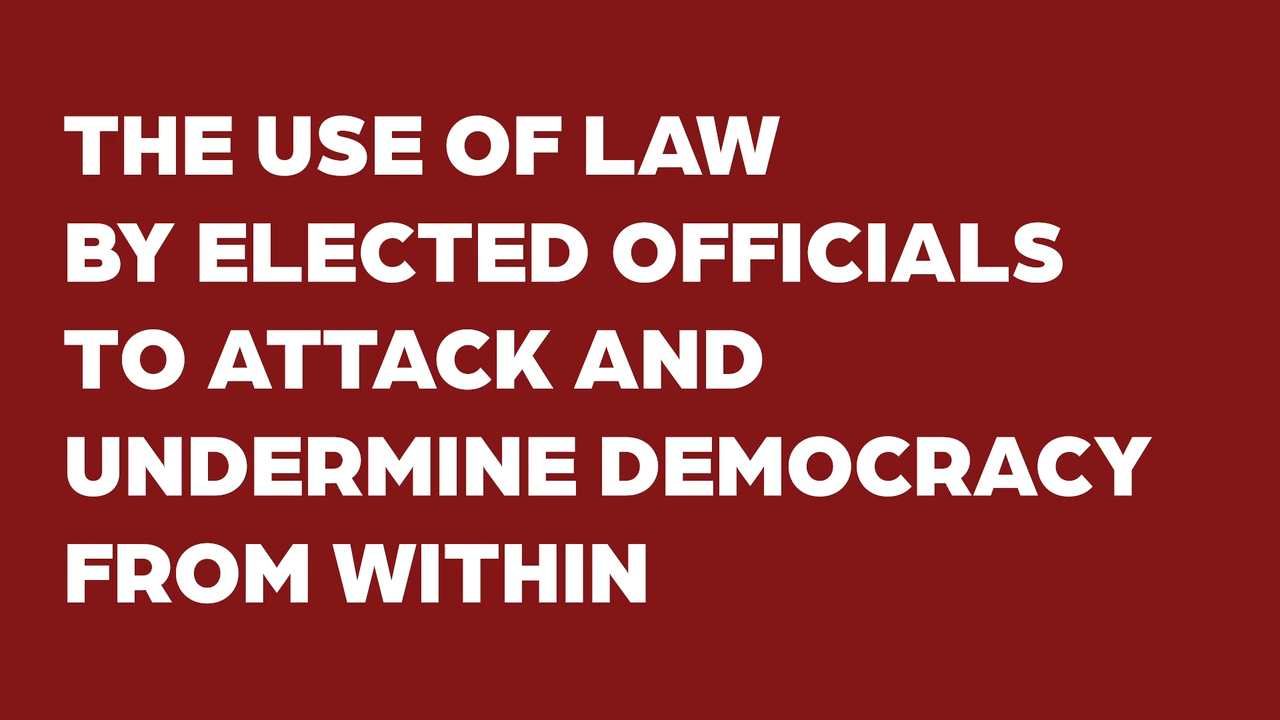 THE USE OF LAW
BY ELECTED OFFICIALS
TO ATTACK AND
UNDERMINE DEMOCRACY
FROM WITHIN